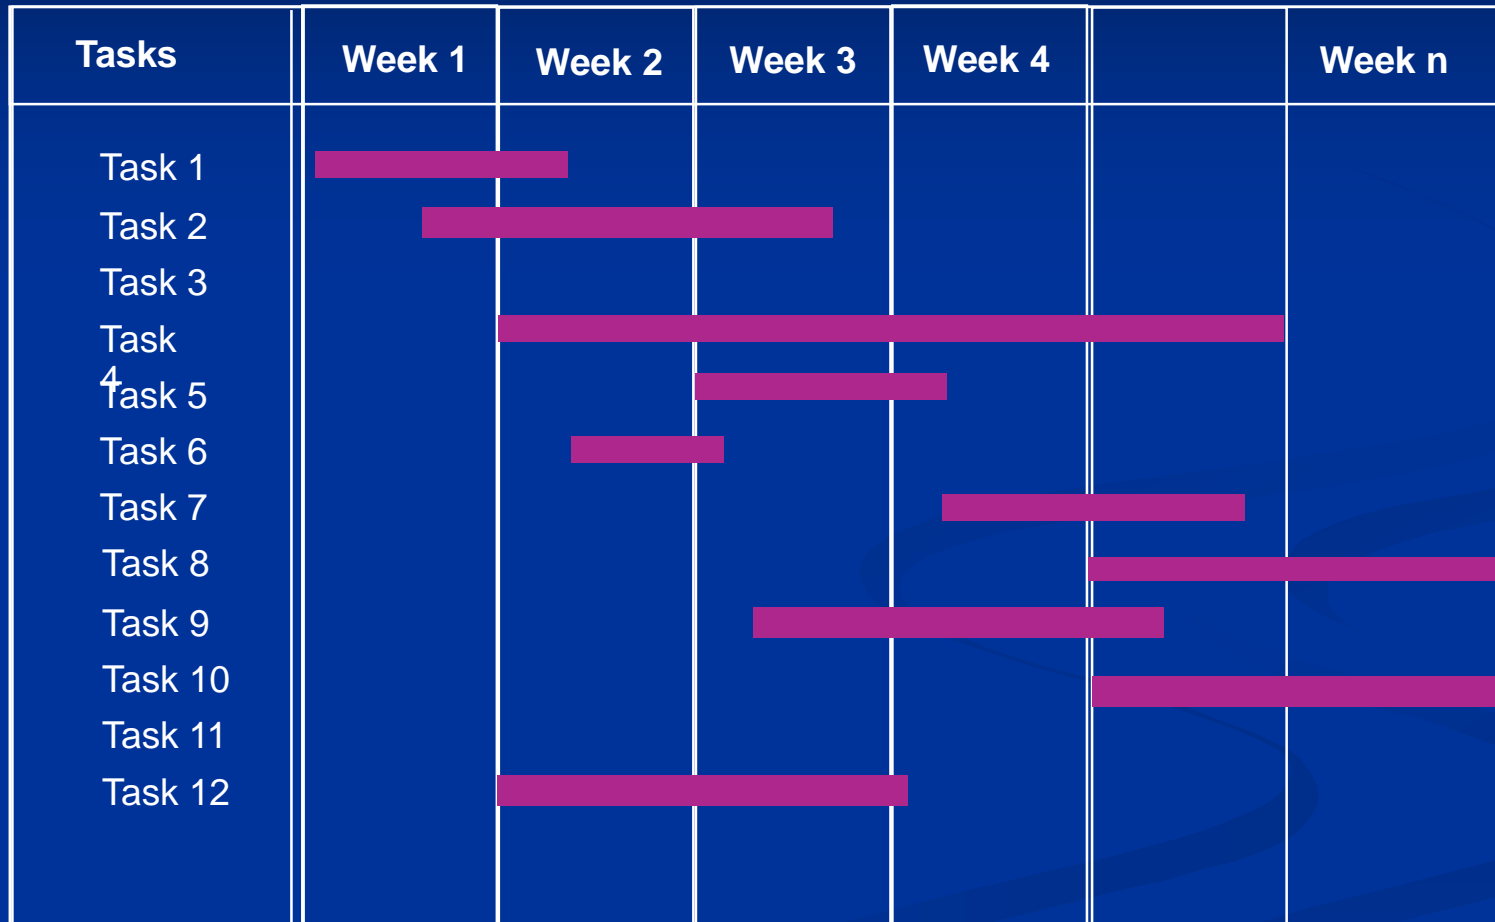 Tasks Week 1 Week 2 Week 3 Week 4 Week n
Task 1
Task 2
Task 3
Task
4
Task 5
Task 6
Task 7
Task 8
Task 9
Task 10
Task 11
Task 12